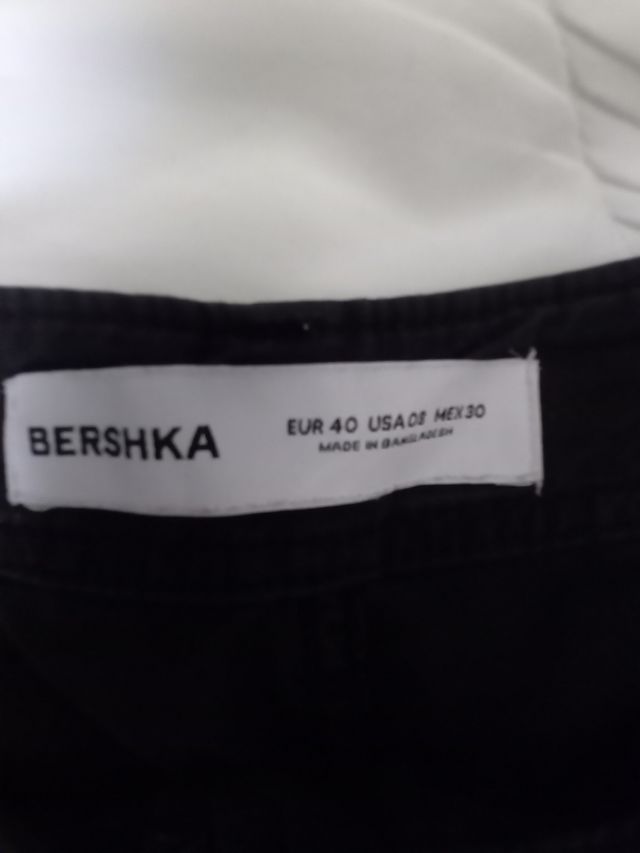 BERSHKA
EUR 40 USA 08 MEX 30
MADE IN BANGLADESH